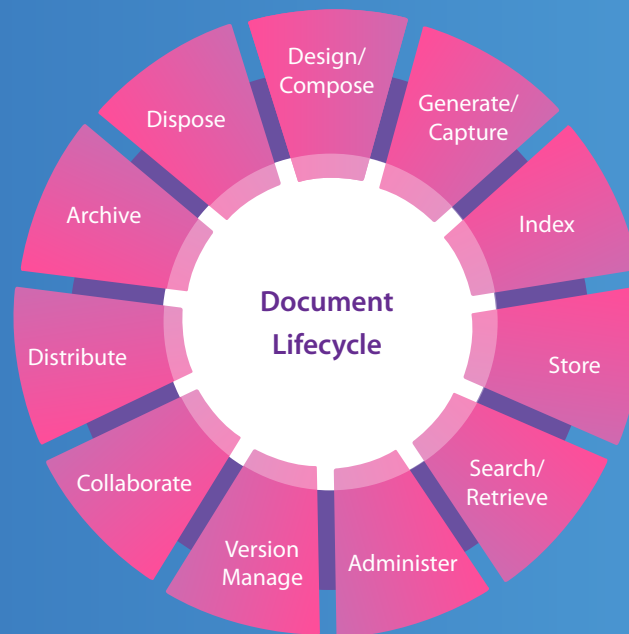 Document
Lifecycle
Design/
Compose
Generate/
Capture
Index
Store
Search/
Retrieve
Administer
Version
Manage
Collaborate
Distribute
Archive
Dispose